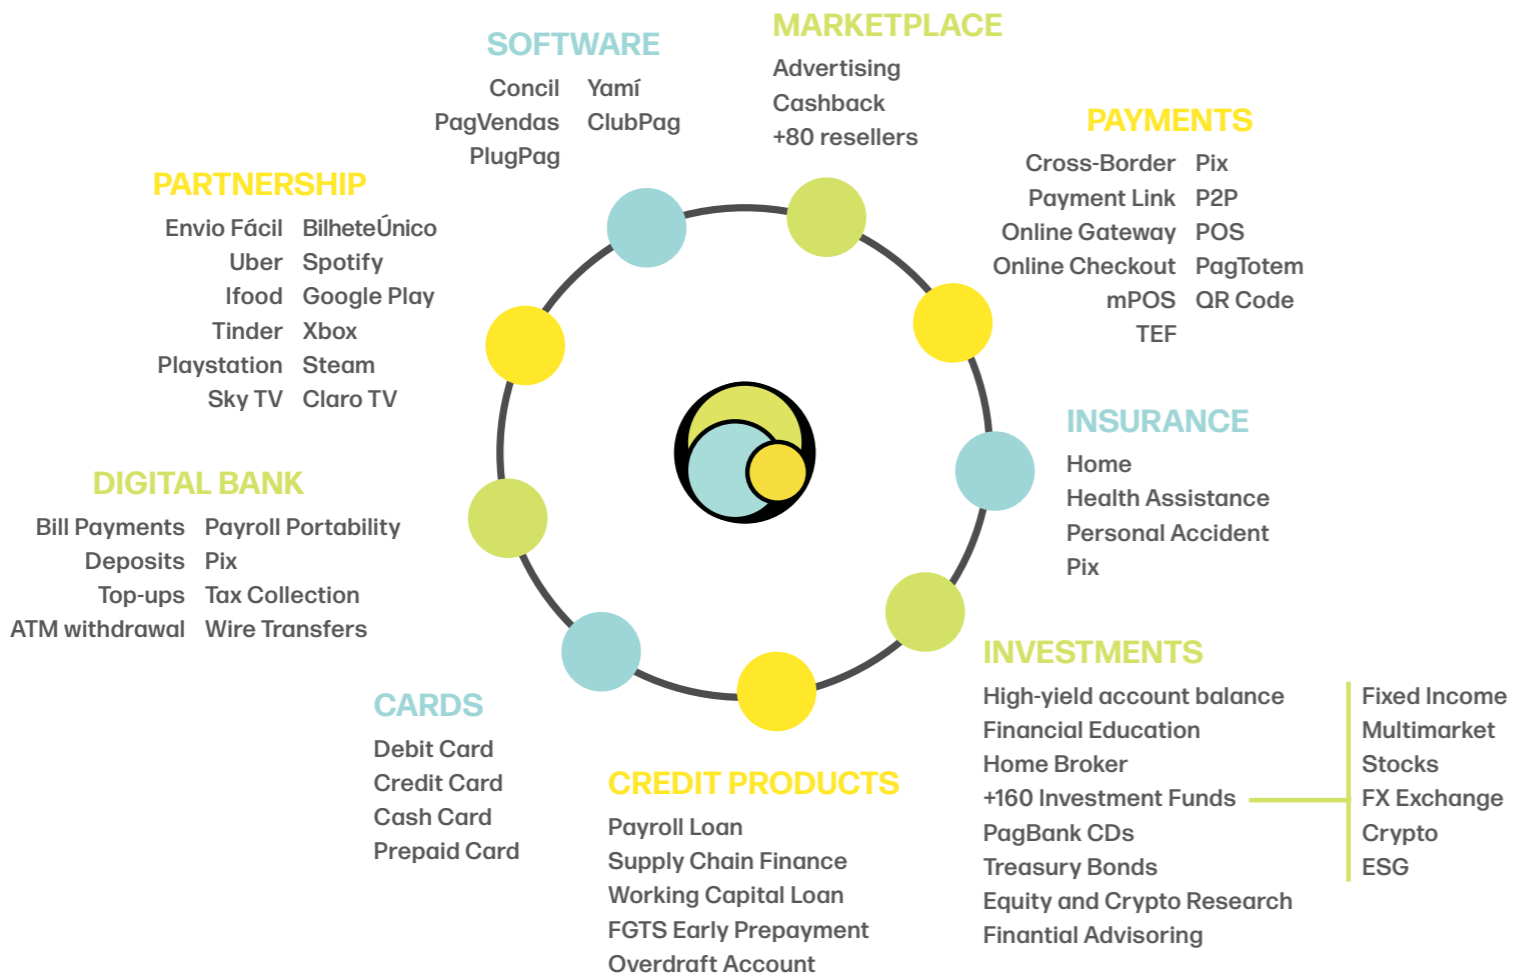 SOFTWARE
Concil Yamí
PagVendas ClubPag
PlugPag
MARKETPLACE
Advertising
Cashback
+80 resellers
PAYMENTS
Cross-Border Pix
Payment Link P2P
Online Gateway POS
Online Checkout PagTotem
mPOS QR Code
TEF
PARTNERSHIP
Envio Fácil BilheteÚnico
Uber Spotify
Ifood Google Play
Tinder Xbox
Playstation Steam
Sky TV Claro TV
INSURANCE
Home
Health Assistance
Personal Accident
Pix
DIGITAL BANK
Bill Payments Payroll Portability
Deposits Pix
Top-ups Tax Collection
ATM withdrawal Wire Transfers
INVESTMENTS
High-yield account balance
Financial Education
Home Broker
+160 Investment Funds
PagBank CDs
Treasury Bonds
Equity and Crypto Research
Finantial Advisoring
Fixed Income
Multimarket
Stocks
FX Exchange
Crypto
ESG
CARDS
Debit Card
Credit Card
Cash Card
Prepaid Card
CREDIT PRODUCTS
Payroll Loan
Supply Chain Finance
Working Capital Loan
FGTS Early Prepayment
Overdraft Account